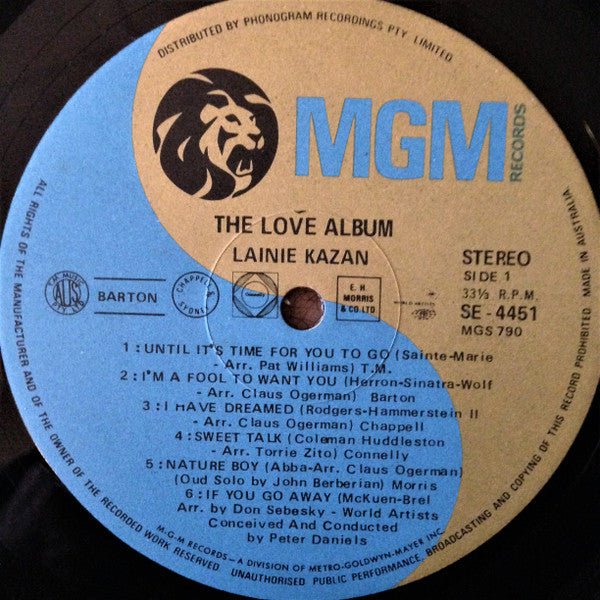 DISTRIBUTED BY PHONOGRAM RECORDINGS PTY. LIMITED
MGM
RECORDS
THE LOVE ALBUM
LAINIE KAZAN
STEREO
SIDE 1
33⅓ R.P.M.
SE-4451
MGS 790
AUS.
BARTON
CHAPPELL & SYDNEY
E. H.
MORRIS
& CO LTD
1:UNTIL IT'S TIME FOR YOU TO GO (Sainte-Marie
- Arr. Pat Williams) T.M.
2:I'M A FOOL TO WANT YOU (Herron-Sinatra-Wolf
- Arr. Claus Ogerman) Barton
3:I HAVE DREAMED (Rodgers-Hammerstein II
- Arr. Claus Ogerman) Chappell
4:SWEET TALK (Coleman Huddleston
- Arr. Torrie Zito) Connelly
5:NATURE BOY (Abba-Arr. Claus Ogerman)
(Oud Solo by John Berberian) Morris
6:IF YOU GO AWAY (McKuen-Brel
Arr. by Don Sebesky - World Artists
Conceived And Conducted
by Peter Daniels
M.G.M RECORDS—A DIVISION OF METRO-GOLDWYN-MAYER INC.
ALL RIGHTS OF THE MANUFACTURER AND OF THE OWNER OF THE RECORDED WORK RESERVED. UNAUTHORISED PUBLIC PERFORMANCE, BROADCASTING AND COPYING OF THIS RECORD PROHIBITED. MADE IN AUSTRALIA